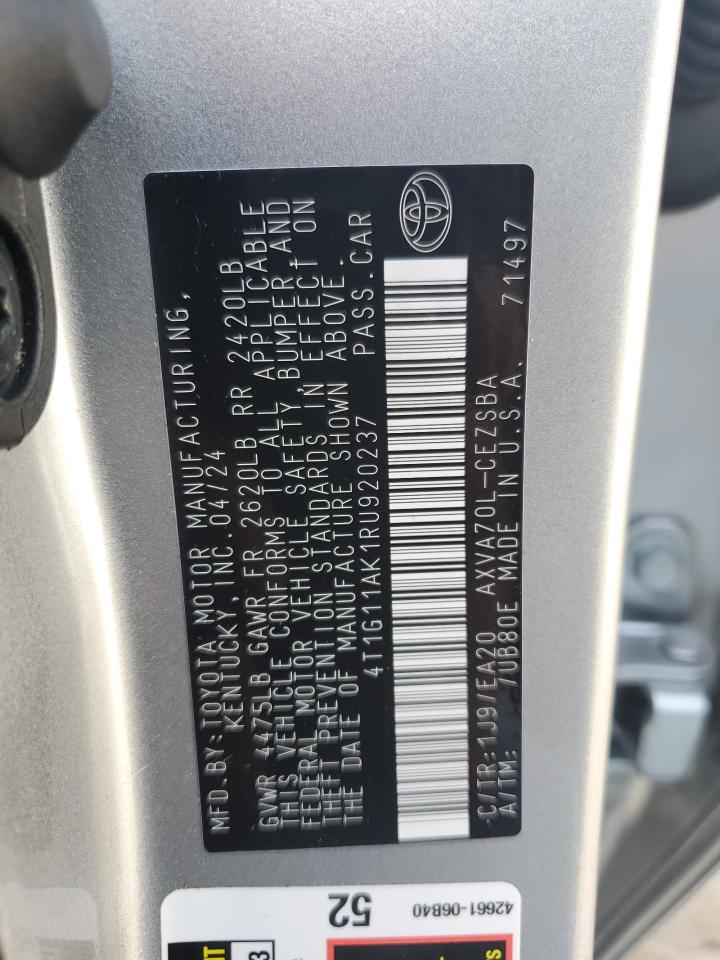 MFD.BY:TOYOTA MOTOR MANUFACTURING,
KENTUCKY, INC.04/24
GVWR 4475LB GAWR FR 2620LB RR 2420LB
THIS VEHICLE CONFORMS TO ALL APPLICABLE
FEDERAL MOTOR VEHICLE SAFETY, BUMPER,AND
THEFT PREVENTION STANDARDS IN EFFECT ON
THE DATE OF MANUFACTURE SHOWN ABOVE.
4T1G11AK1RU920237 PASS.CAR
C/TR:1J9/EA20 AXVA70L-CEZSBA
A/TM: /UB80E MADE IN U.S.A. 71497
52
42661-06B40